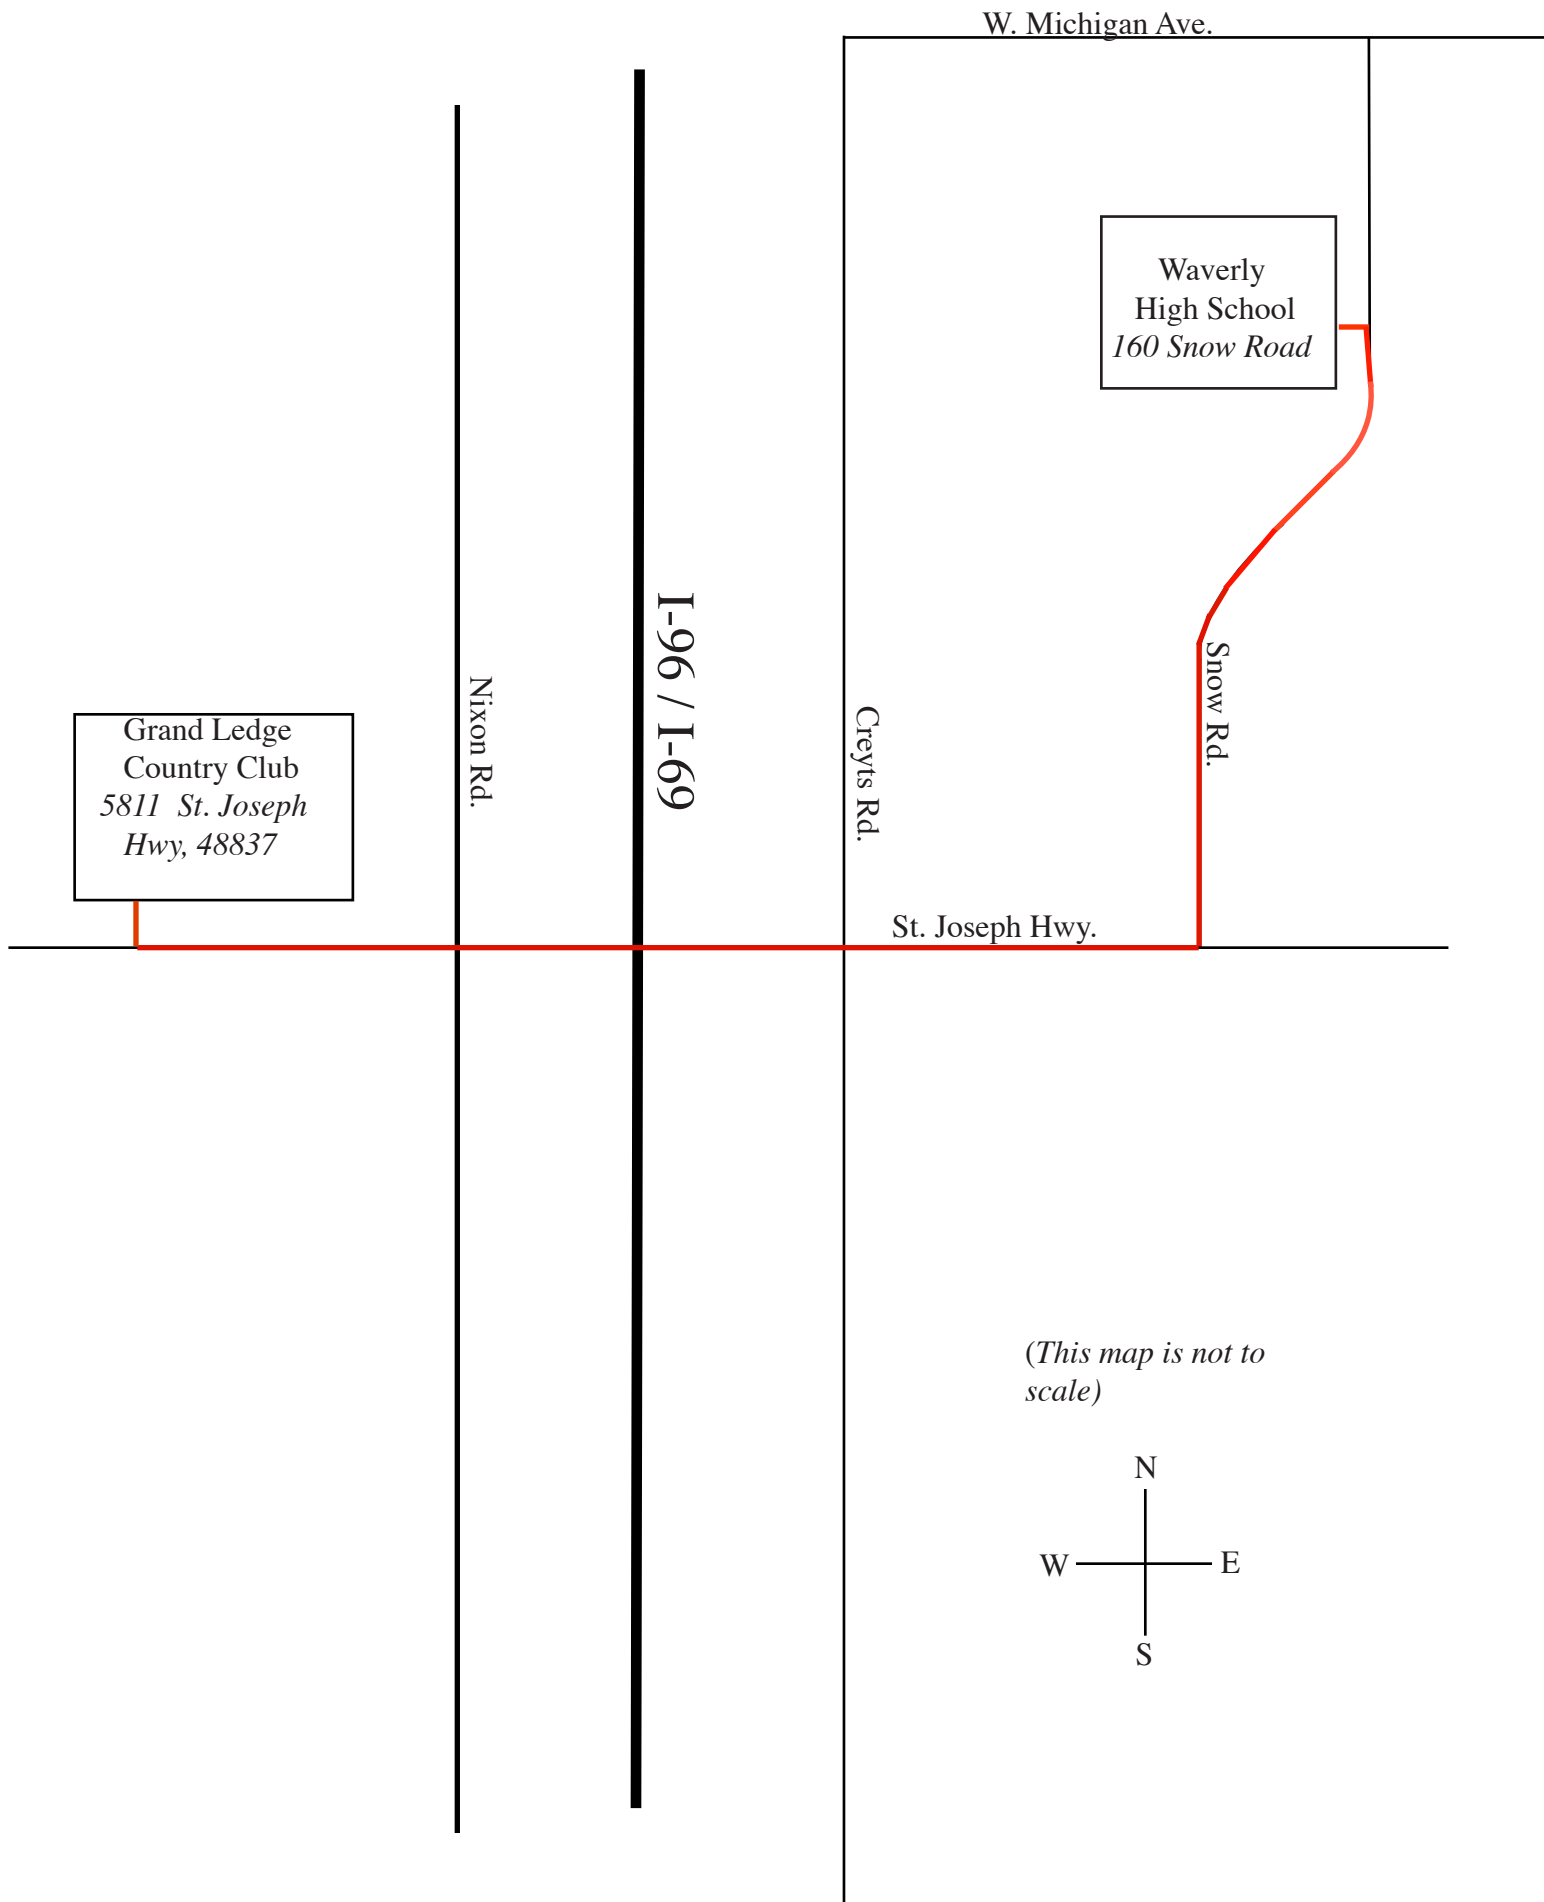 W. Michigan Ave.
Waverly
High School
160 Snow Road
I-96 / I-69
Snow Rd.
Nixon Rd.
Creyts Rd.
Grand Ledge
Country Club
5811  St. Joseph
Hwy, 48837
St. Joseph Hwy.
(This map is not to
scale)
N
W
E
S